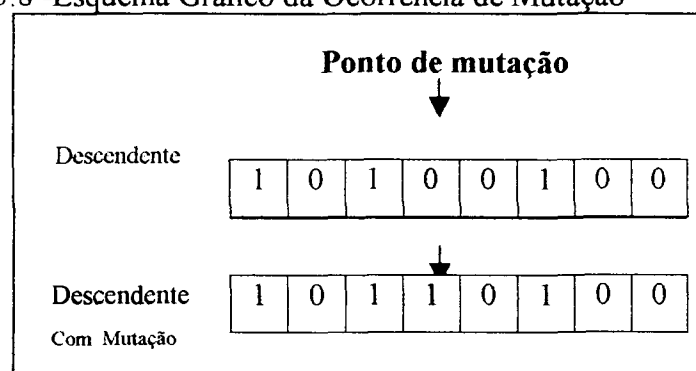 Esquema Gráfico da Ocorrência de Mutação
Ponto de mutação
Descendente
1 0 1 0 0 1 0 0
Descendente
1 0 1 1 0 1 0 0
Com Mutação